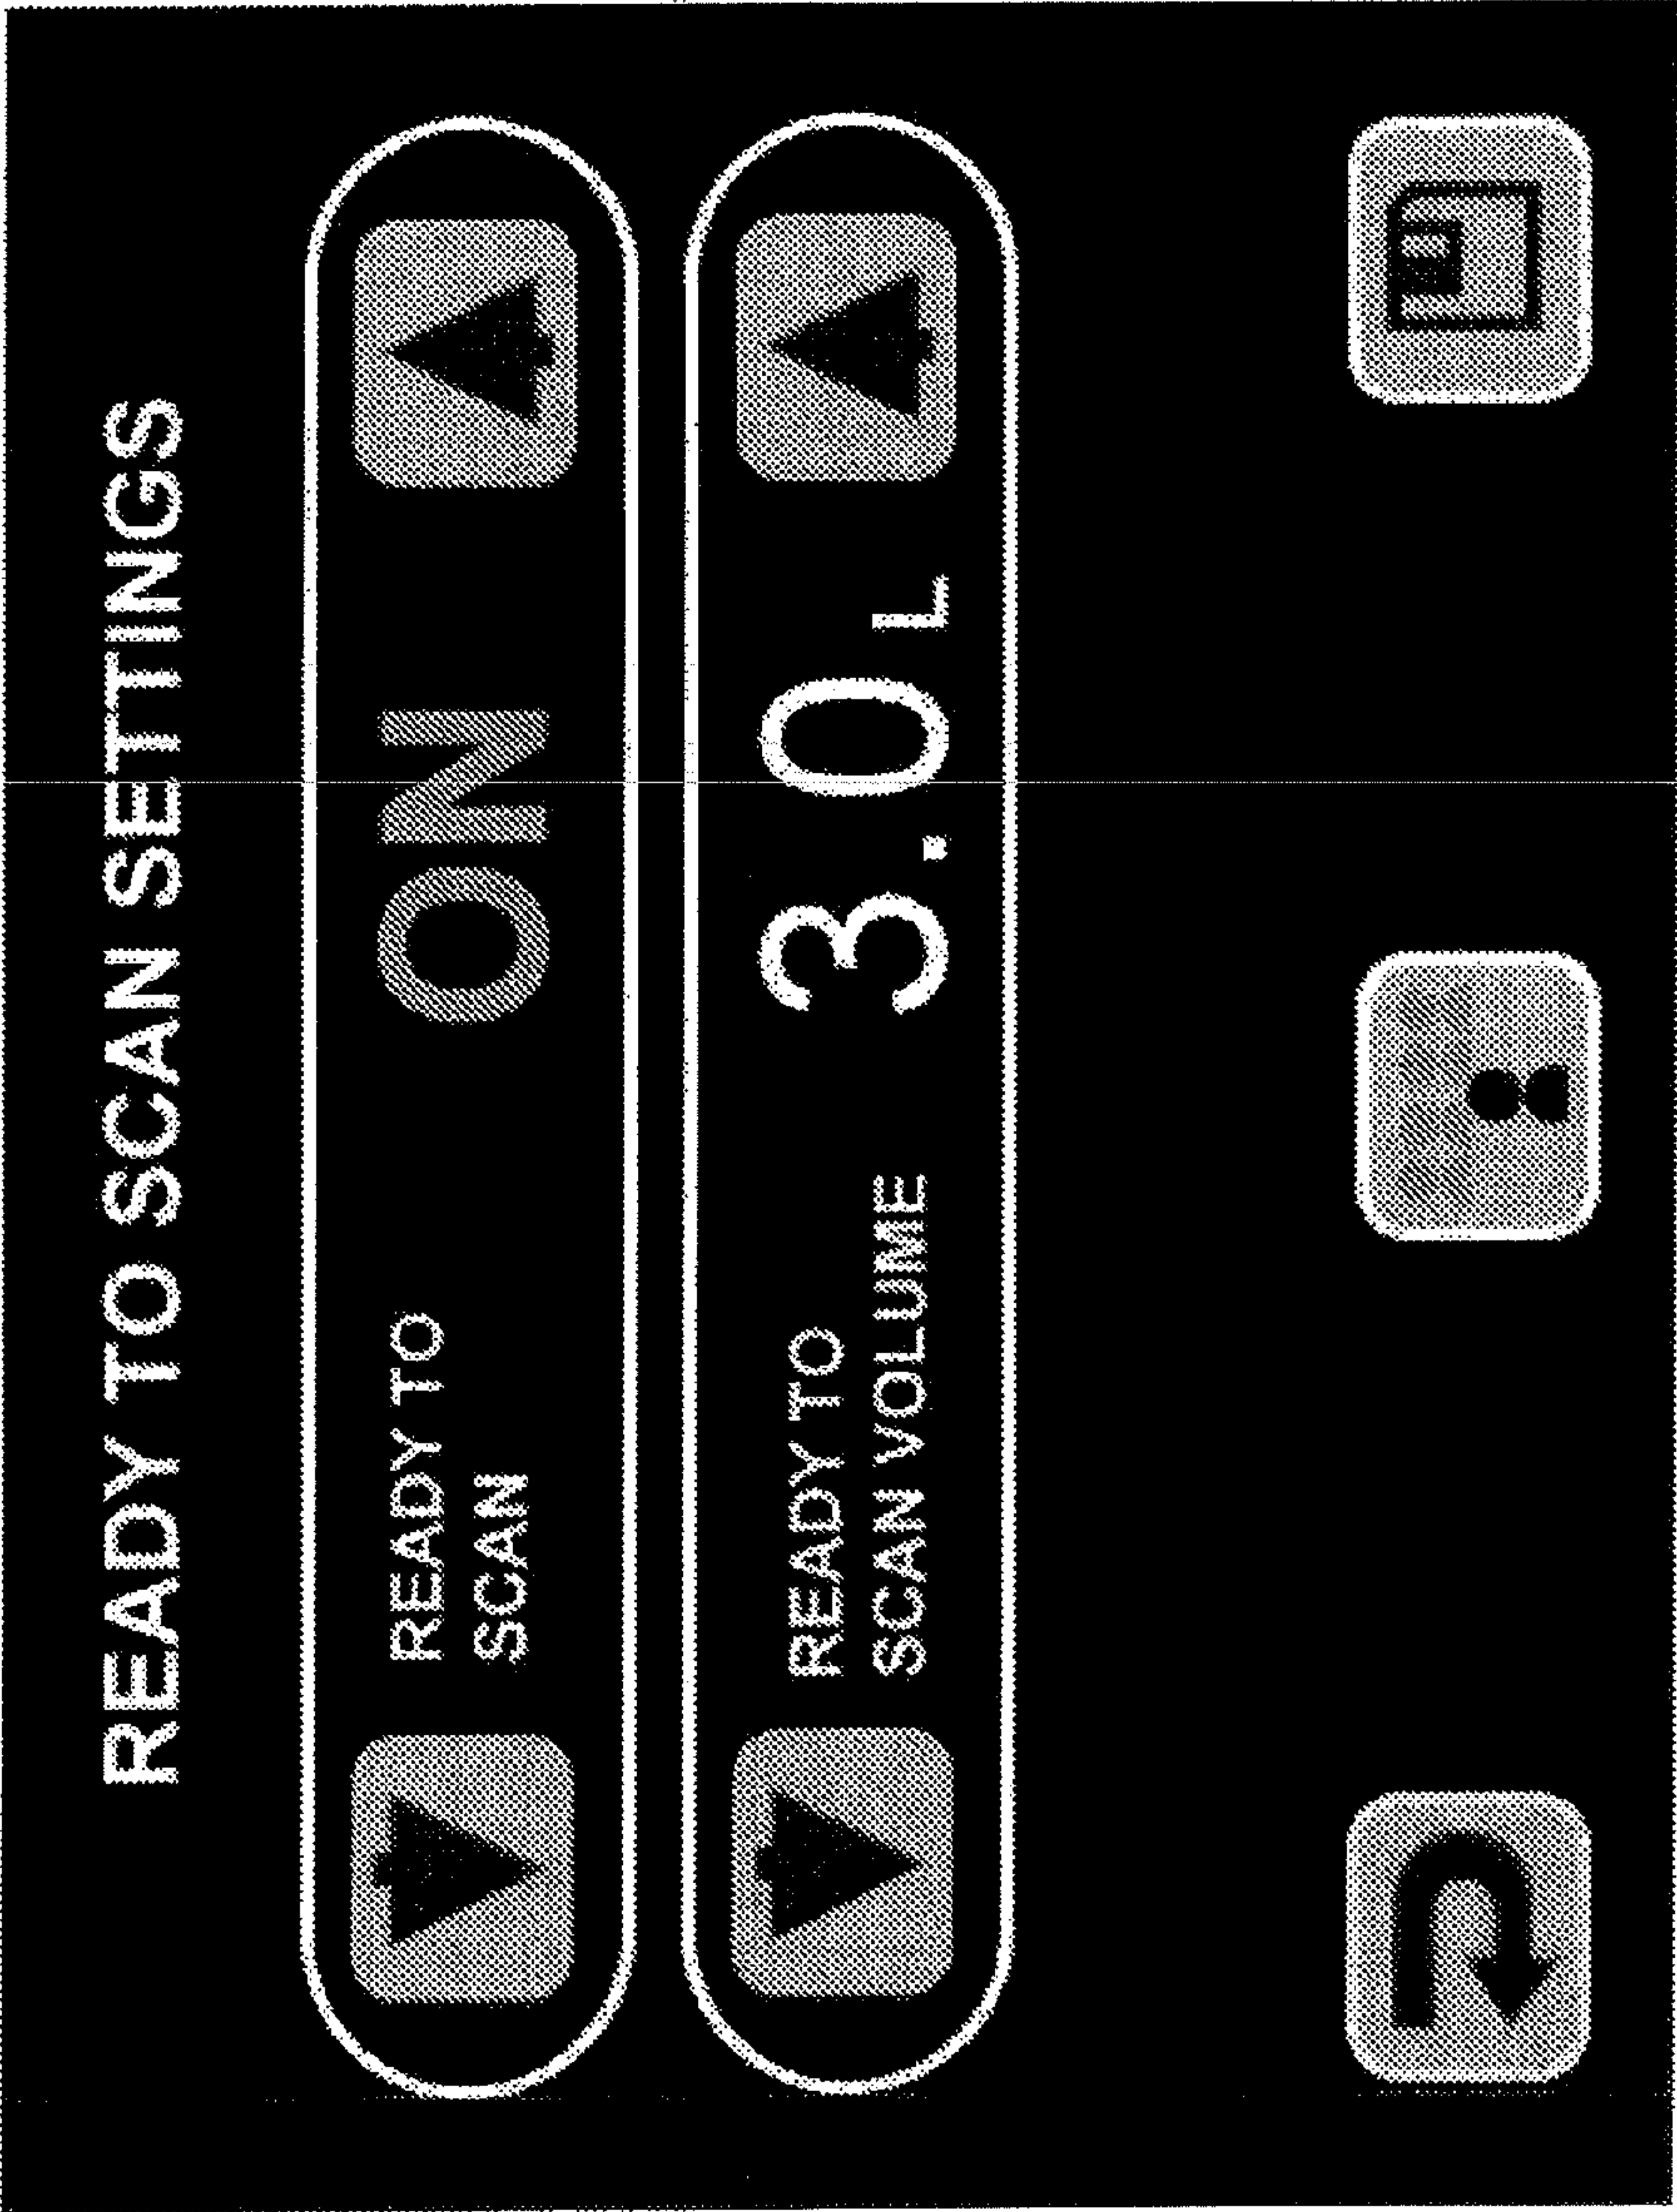 READY TO SCAN SETTINGS
READY TO
SCAN
ON
READY TO
SCAN VOLUME
3.0 L